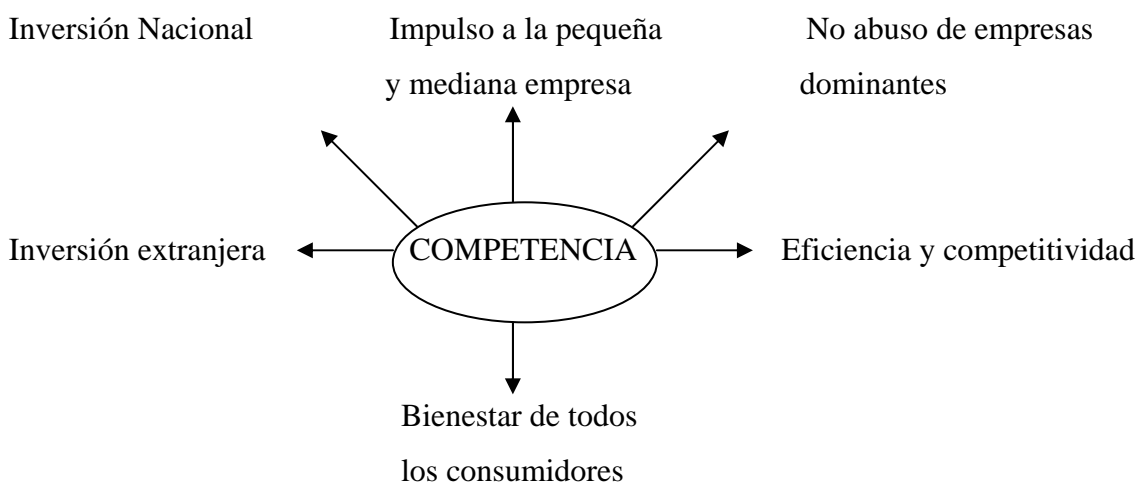 Inversión Nacional Impulso a la pequeña No abuso de empresas
y mediana empresa dominantes
Inversión extranjera COMPETENCIA Eficiencia y competitividad
Bienestar de todos
los consumidores